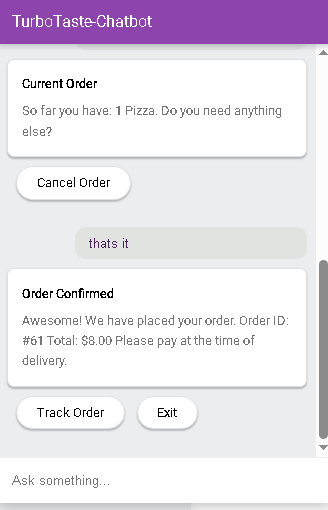 TurboTaste-Chatbot
Current Order
So far you have: 1 Pizza. Do you need anything
else?
Cancel Order
thats it
Order Confirmed
Awesome! We have placed your order. Order ID:
#61 Total: $8.00 Please pay at the time of
delivery.
Track Order Exit
Ask something...